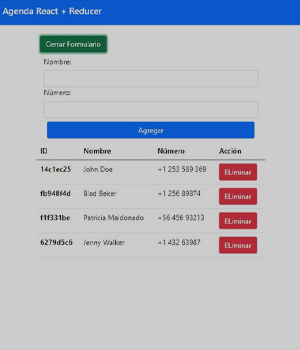 Agenda React + Reducer
Cerrar Formulario
Nombre:
Número:
Agregar
ID Nombre Número Acción
14c1ec25 John Doe +1 253 589 369 ELiminar
fb948f4d Blad Beker +1 256 89874 ELiminar
f1f331be Patricia Maldonado +56 456 93213 ELiminar
6279d5c6 Jenny Walker +1 432 63987 ELiminar